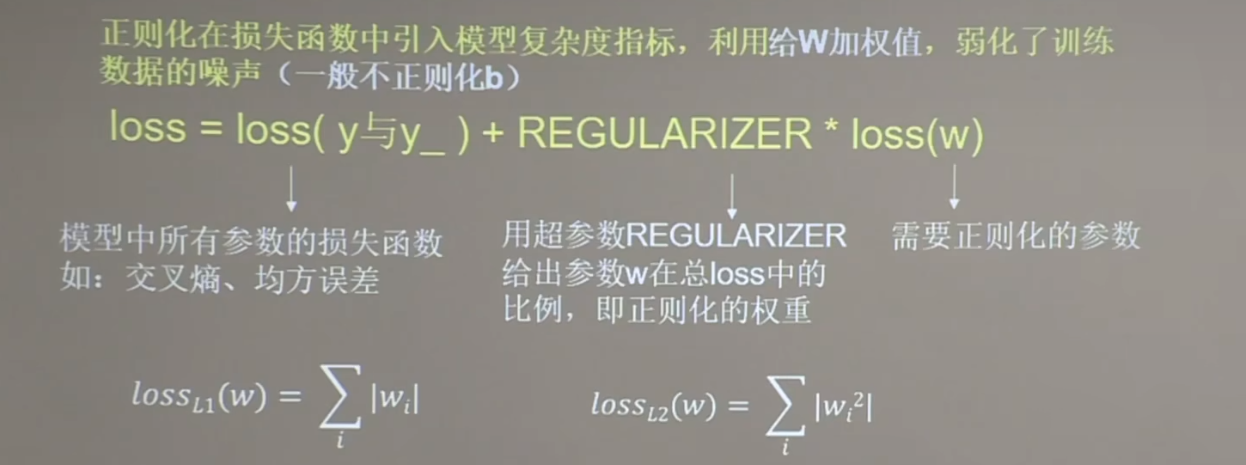 正则化在损失函数中引入模型复杂度指标，利用给W加权值，弱化了训练
数据的噪声（一般不正则化b）
loss = loss( y与y_ ) + REGULARIZER * loss(w)
模型中所有参数的损失函数
如：交叉熵、均方误差
用超参数REGULARIZER
给出参数w在总loss中的
比例，即正则化的权重
需要正则化的参数
loss_{L1}(w) = ∑_i |w_i|
loss_{L2}(w) = ∑_i |w_i²|